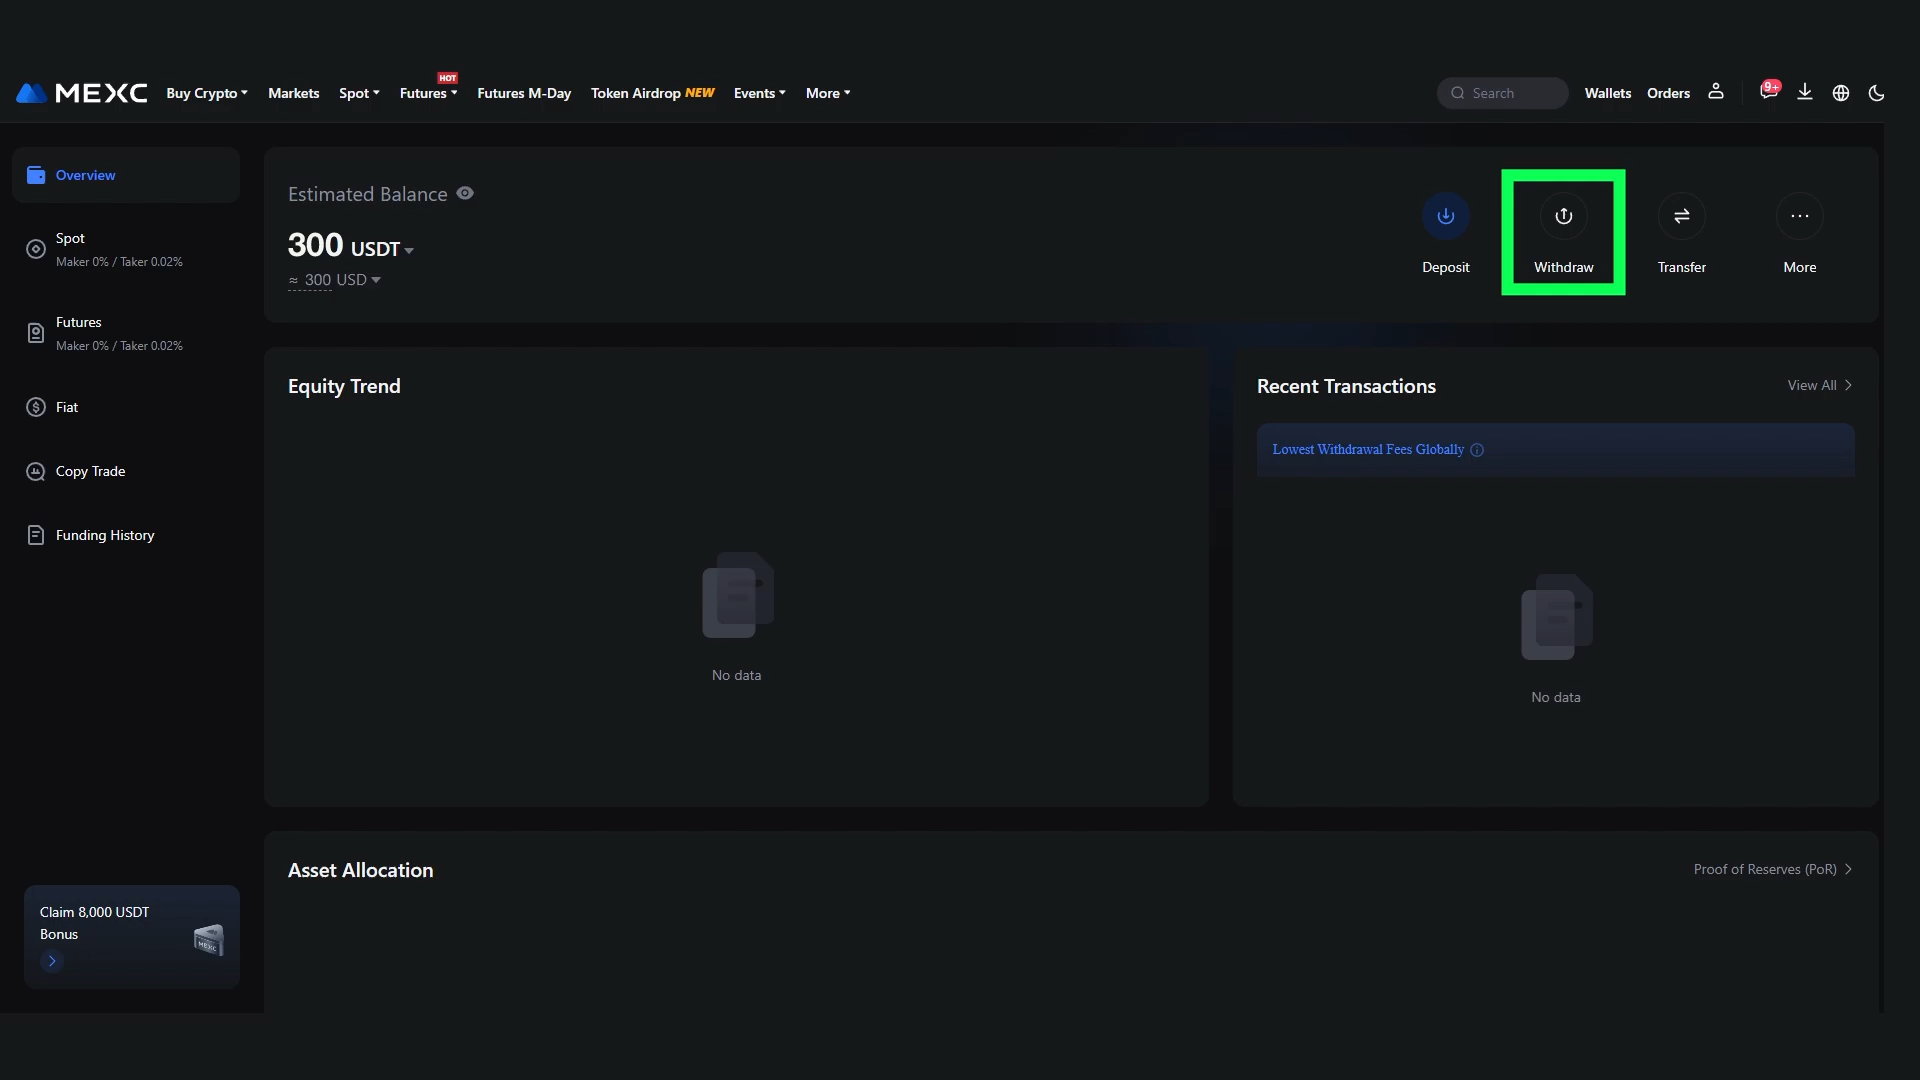 MEXC Buy Crypto Markets Spot Futures HOT Futures M-Day Token Airdrop NEW Events More Search Wallets Orders 9+
Overview
Spot
Maker 0% / Taker 0.02%
Futures
Maker 0% / Taker 0.02%
Fiat
Copy Trade
Funding History
Claim 8,000 USDT
Bonus
MEXC
Estimated Balance
300 USDT
≈ 300 USD
Deposit
Withdraw
Transfer
More
Equity Trend
No data
Recent Transactions
View All
Lowest Withdrawal Fees Globally
No data
Asset Allocation
Proof of Reserves (PoR)